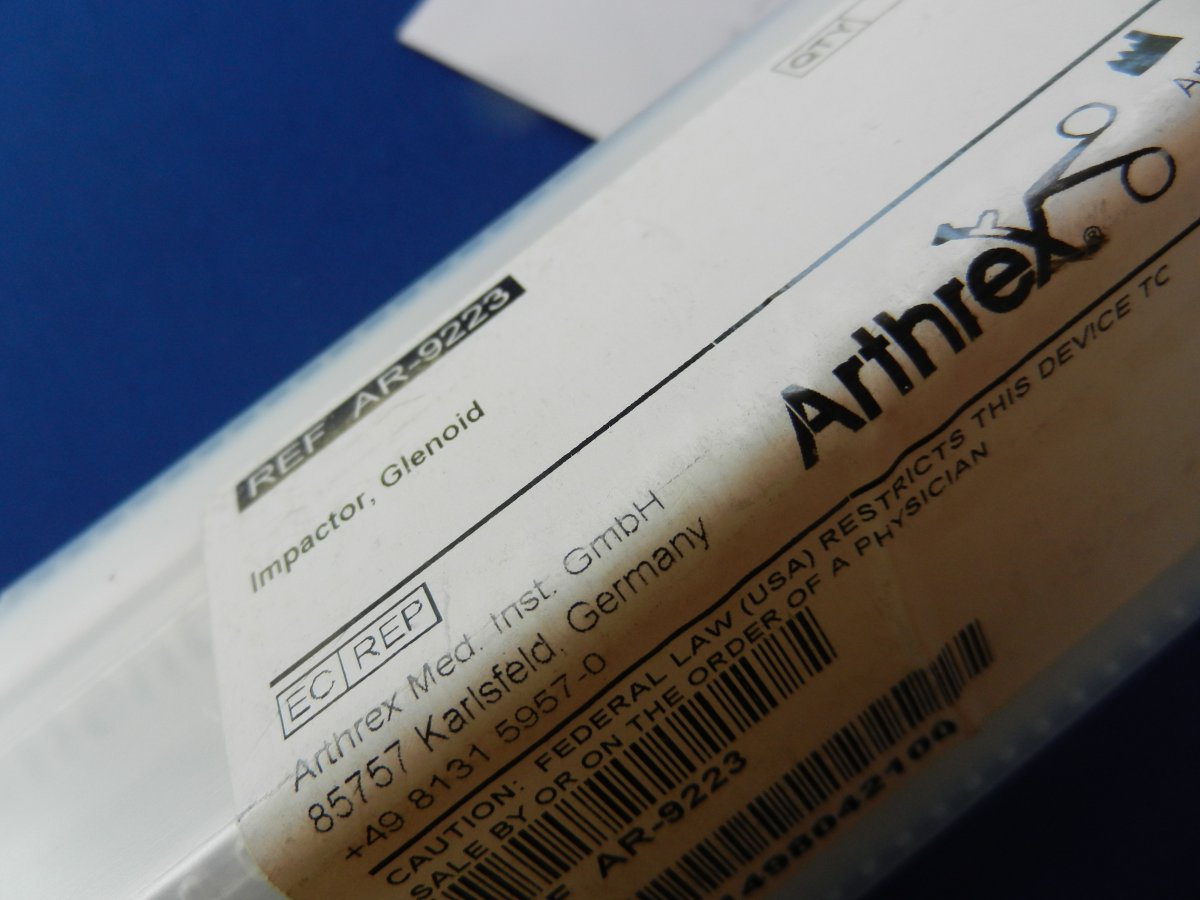 QTY
REF AR-9223
Impactor, Glenoid
EC REP
Arthrex Med. Inst. GmbH
85757 Karlsfeld, Germany
+49 8131 5957-0
Arthrex®
CAUTION: FEDERAL LAW (USA) RESTRICTS THIS DEVICE TC
SALE BY OR ON THE ORDER OF A PHYSICIAN
AR-9223